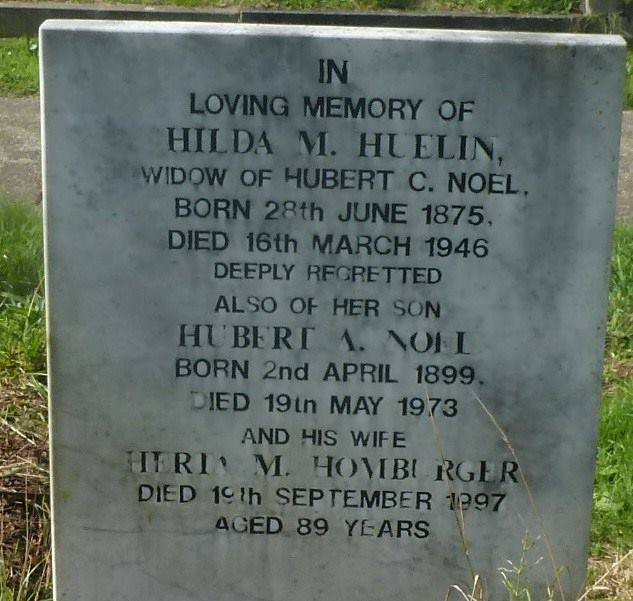 IN
LOVING MEMORY OF
HILDA M. HUELIN,
WIDOW OF HUBERT C. NOEL.
BORN 28th JUNE 1875.
DIED 16th MARCH 1946
DEEPLY REGRETTED
ALSO OF HER SON
HUBERT A. NOEL
BORN 2nd APRIL 1899.
DIED 19th MAY 1973
AND HIS WIFE
HERTA M. HOMBURGER
DIED 19th SEPTEMBER 1997
AGED 89 YEARS